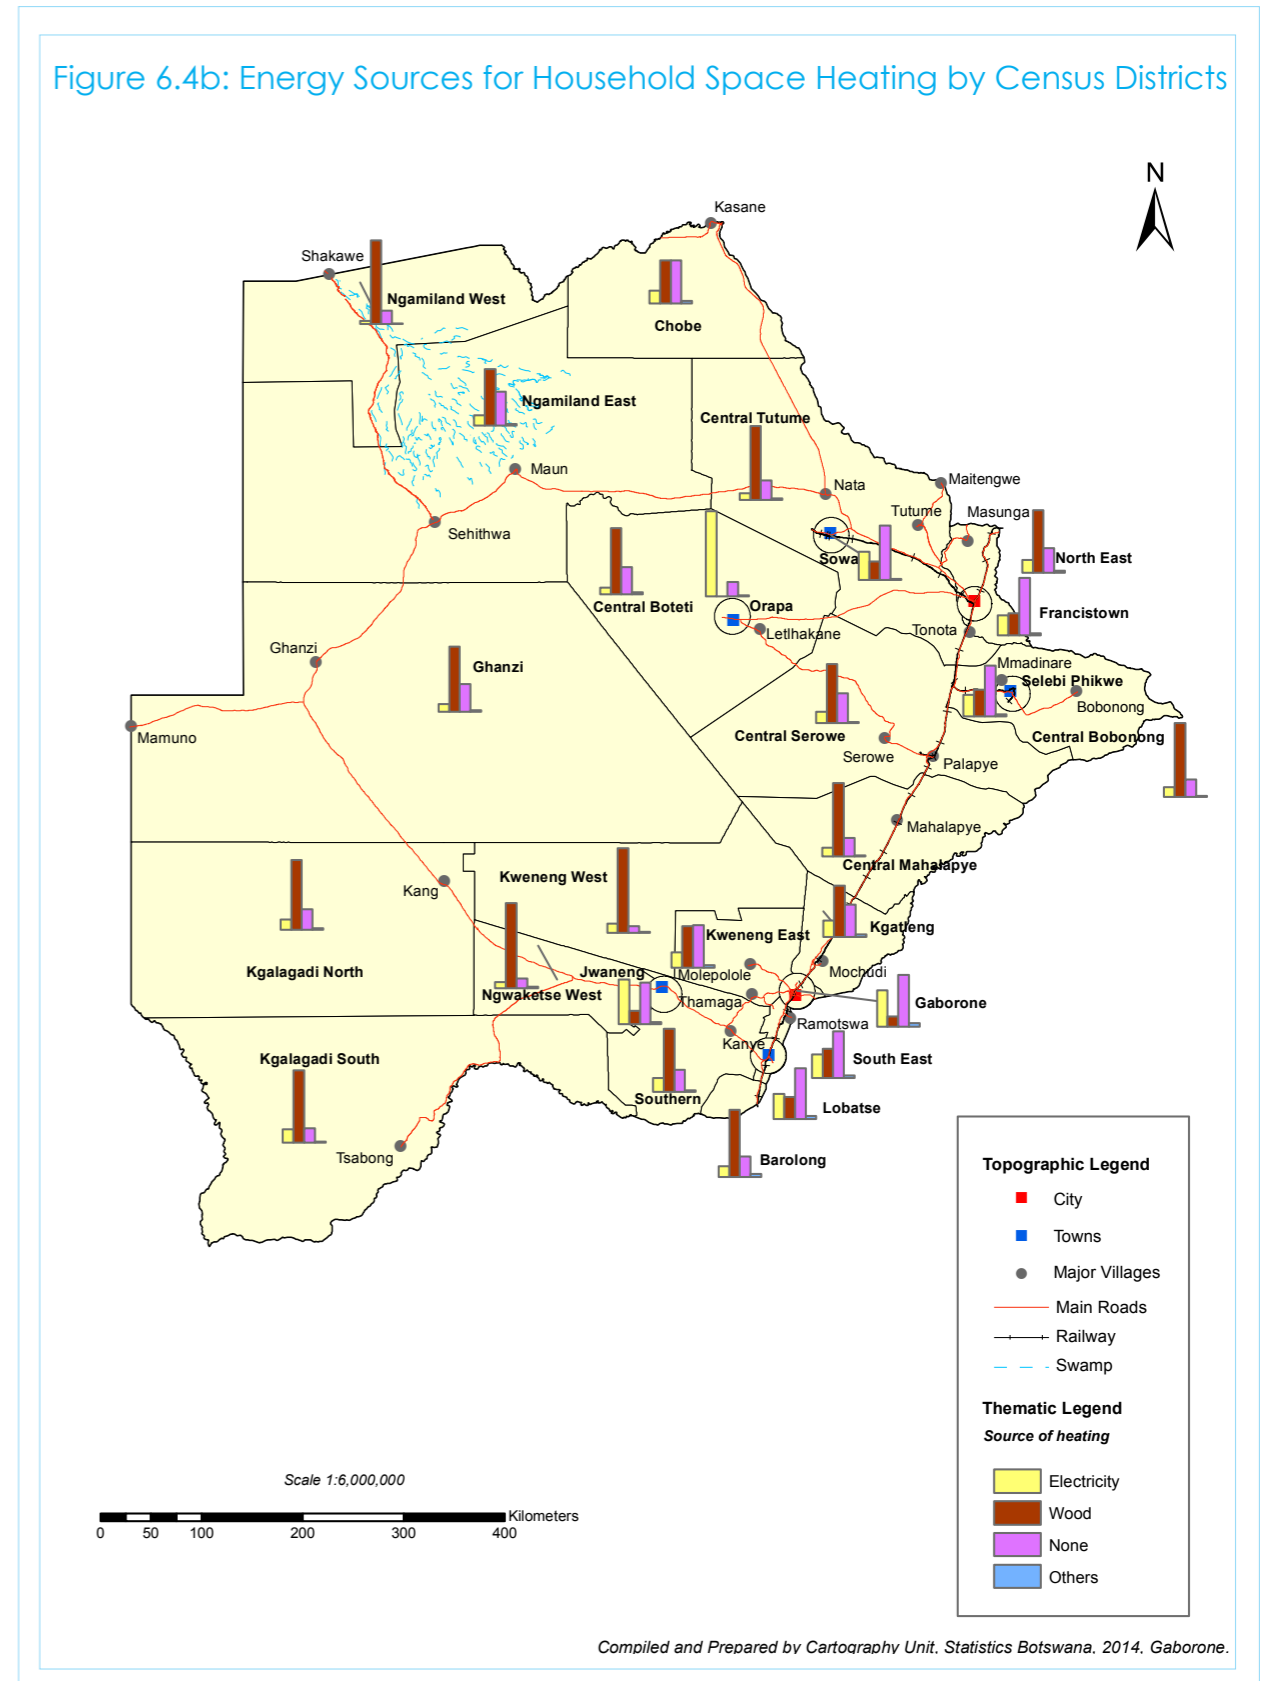 Figure 6.4b: Energy Sources for Household Space Heating by Census Districts
N
Kasane
Shakawe
Ngamiland West
Chobe
Ngamiland East
Central Tutume
Maun
Nata
Maitengwe
Tutume
Masunga
Sehithwa
Sowa
North East
Central Boteti
Orapa
Francistown
Letlhakane
Tonota
Ghanzi
Ghanzi
Mmadinare
Selebi Phikwe
Bobonong
Mamuno
Central Serowe
Central Bobonong
Serowe
Palapye
Mahalapye
Central Mahalapye
Kweneng West
Kang
Kgatleng
Kweneng East
Kgalagadi North
Jwaneng
Molepolole
Mochudi
Ngwaketse West
Thamaga
Gaborone
Ramotswa
Kanye
Kgalagadi South
South East
Southern
Lobatse
Tsabong
Barolong
Topographic Legend
City
Towns
Major Villages
Main Roads
Railway
Swamp
Thematic Legend
Source of heating
Electricity
Wood
None
Others
Scale 1:6,000,000
Kilometers
0 50 100 200 300 400
Compiled and Prepared by Cartography Unit, Statistics Botswana, 2014, Gaborone.